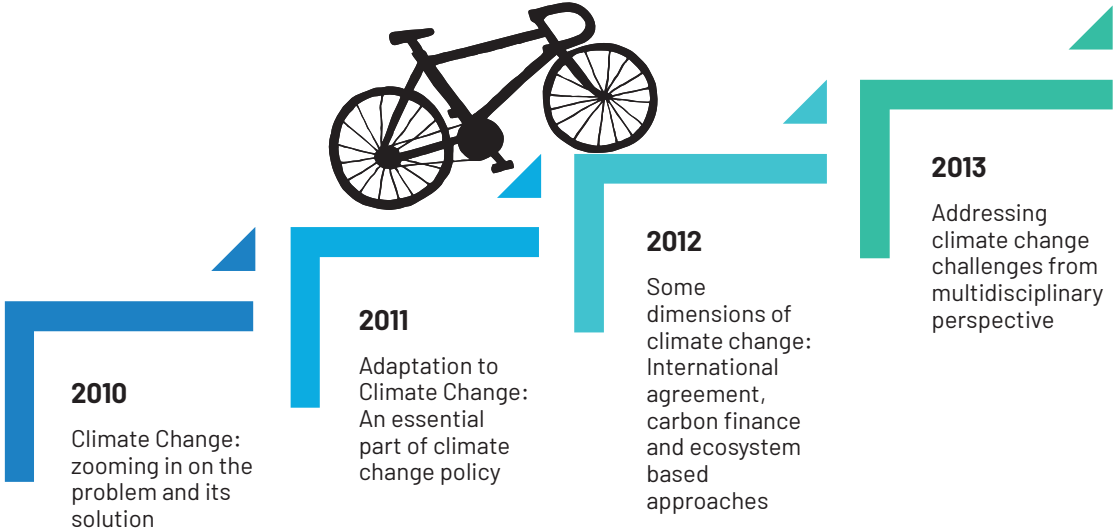 2010
Climate Change:
zooming in on the
problem and its
solution
2011
Adaptation to
Climate Change:
An essential
part of climate
change policy
2012
Some
dimensions of
climate change:
International
agreement,
carbon finance
and ecosystem
based
approaches
2013
Addressing
climate change
challenges from
multidisciplinary
perspective